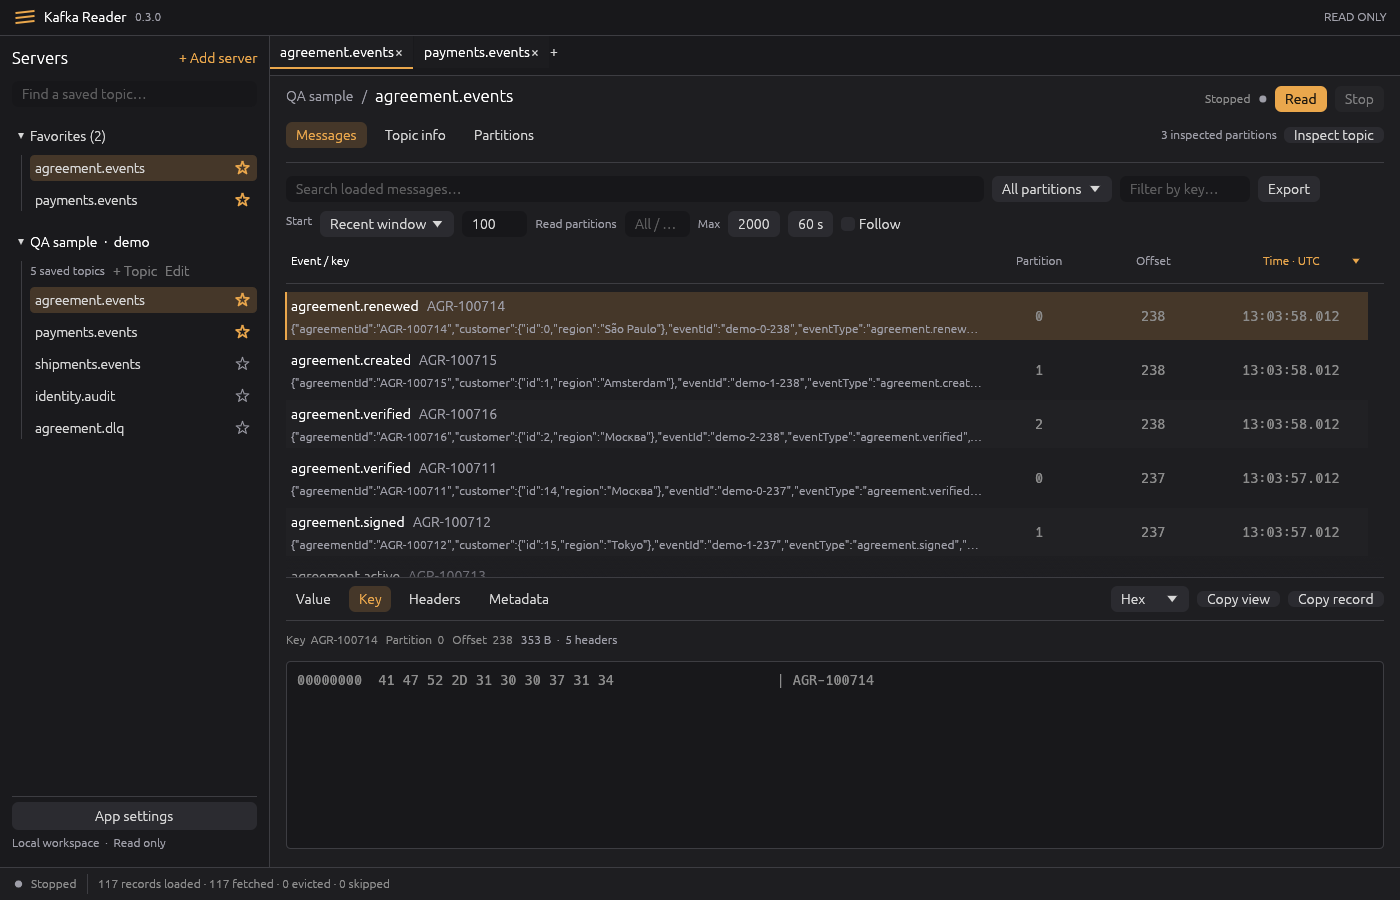 Kafka Reader 0.3.0
READ ONLY
Servers
+ Add server
Find a saved topic…
▼ Favorites (2)
agreement.events
payments.events
▼ QA sample · demo
5 saved topics + Topic Edit
agreement.events
payments.events
shipments.events
identity.audit
agreement.dlq
App settings
Local workspace · Read only
agreement.events× payments.events× +
QA sample / agreement.events
Stopped Read Stop
Messages Topic info Partitions
3 inspected partitions Inspect topic
Search loaded messages… All partitions ▼ Filter by key… Export
Start Recent window ▼ 100 Read partitions All / … Max 2000 60 s Follow
Event / key Partition Offset Time · UTC ▼
agreement.renewed AGR-100714
{"agreementId":"AGR-100714","customer":{"id":0,"region":"São Paulo"},"eventId":"demo-0-238","eventType":"agreement.renew…
0 238 13:03:58.012
agreement.created AGR-100715
{"agreementId":"AGR-100715","customer":{"id":1,"region":"Amsterdam"},"eventId":"demo-1-238","eventType":"agreement.creat…
1 238 13:03:58.012
agreement.verified AGR-100716
{"agreementId":"AGR-100716","customer":{"id":2,"region":"Москва"},"eventId":"demo-2-238","eventType":"agreement.verified",…
2 238 13:03:58.012
agreement.verified AGR-100711
{"agreementId":"AGR-100711","customer":{"id":14,"region":"Москва"},"eventId":"demo-0-237","eventType":"agreement.verified…
0 237 13:03:57.012
agreement.signed AGR-100712
{"agreementId":"AGR-100712","customer":{"id":15,"region":"Tokyo"},"eventId":"demo-1-237","eventType":"agreement.signed","…
1 237 13:03:57.012
agreement.active AGR-100713
Value Key Headers Metadata
Hex ▼ Copy view Copy record
Key AGR-100714 Partition 0 Offset 238 353 B · 5 headers
00000000 41 47 52 2D 31 30 30 37 31 34 | AGR-100714
Stopped 117 records loaded · 117 fetched · 0 evicted · 0 skipped